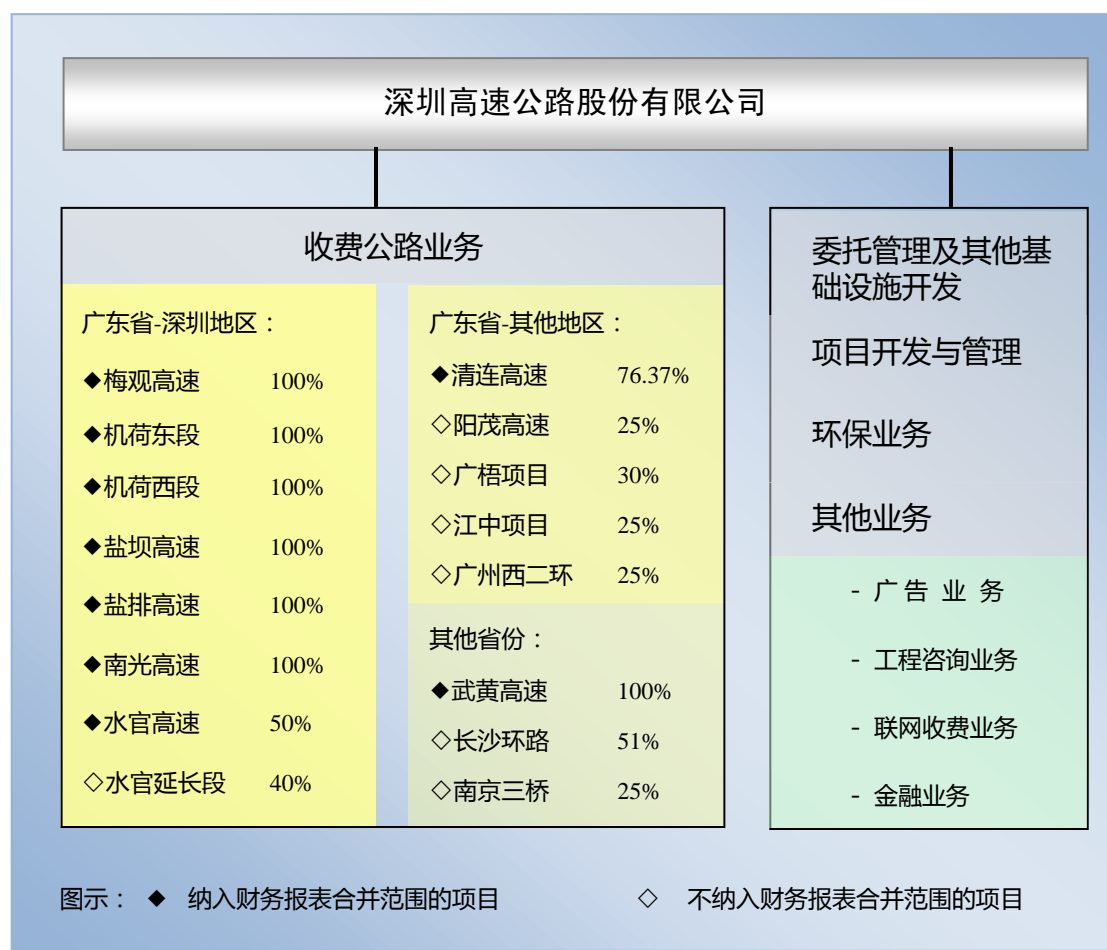 深圳高速公路股份有限公司
收费公路业务
广东省-深圳地区：
◆梅观高速 100%
◆机荷东段 100%
◆机荷西段 100%
◆盐坝高速 100%
◆盐排高速 100%
◆南光高速 100%
◆水官高速 50%
◇水官延长段 40%
广东省-其他地区：
◆清连高速 76.37%
◇阳茂高速 25%
◇广梧项目 30%
◇江中项目 25%
◇广州西二环 25%
其他省份：
◆武黄高速 100%
◇长沙环路 51%
◇南京三桥 25%
委托管理及其他基
础设施开发
项目开发与管理
环保业务
其他业务
- 广告 业 务
- 工程咨询业务
- 联网收费业务
- 金融业务
图示：◆ 纳入财务报表合并范围的项目 ◇ 不纳入财务报表合并范围的项目